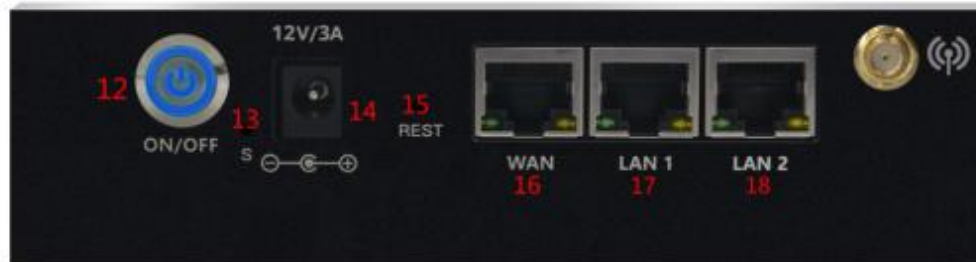 12V/3A
12
13
14
15
REST
ON/OFF
S
WAN
LAN 1
LAN 2
16
17
18